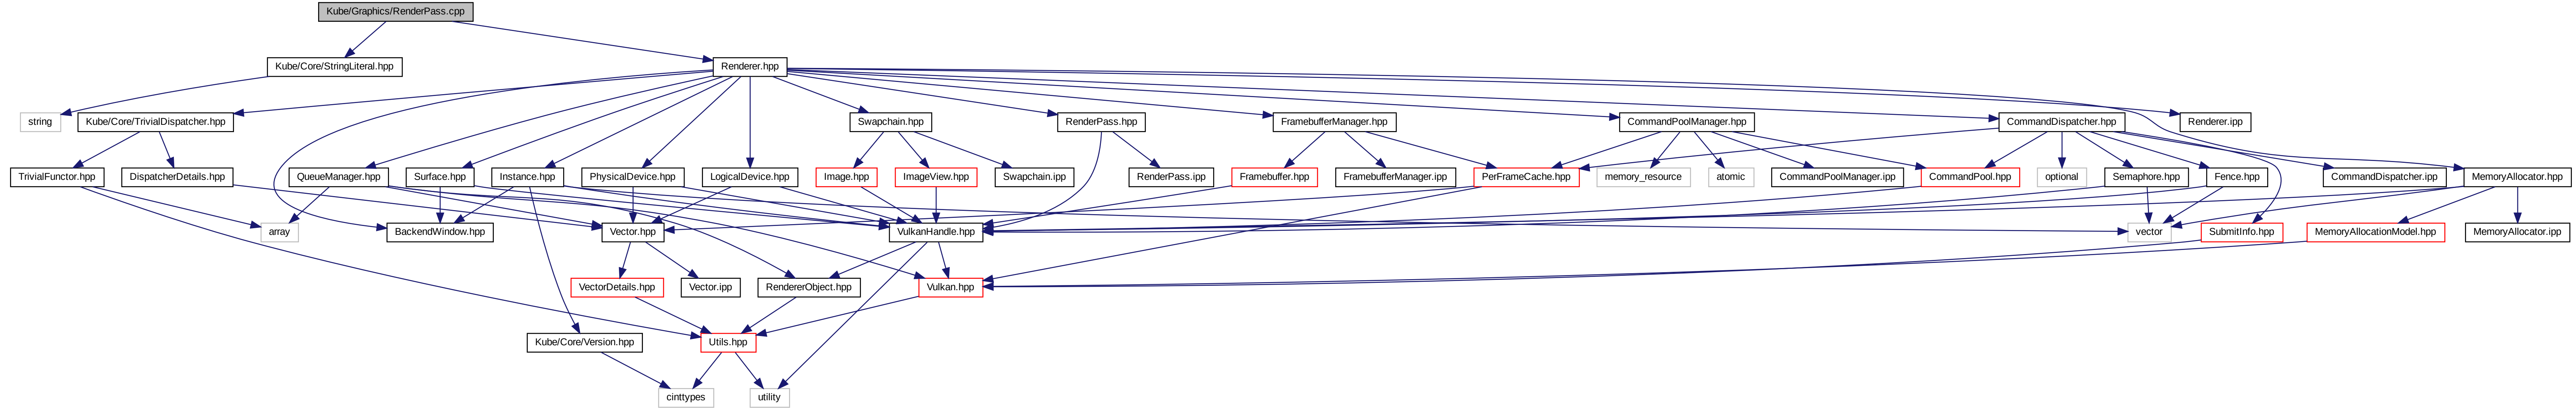 Kube/Graphics/RenderPass.cpp
Kube/Core/StringLiteral.hpp
Renderer.hpp
string
Kube/Core/TrivialDispatcher.hpp
Swapchain.hpp
RenderPass.hpp
FramebufferManager.hpp
CommandPoolManager.hpp
CommandDispatcher.hpp
Renderer.ipp
TrivialFunctor.hpp
DispatcherDetails.hpp
QueueManager.hpp
Surface.hpp
Instance.hpp
PhysicalDevice.hpp
LogicalDevice.hpp
Image.hpp
ImageView.hpp
Swapchain.ipp
RenderPass.ipp
Framebuffer.hpp
FramebufferManager.ipp
PerFrameCache.hpp
memory_resource
atomic
CommandPoolManager.ipp
CommandPool.hpp
optional
Semaphore.hpp
Fence.hpp
CommandDispatcher.ipp
MemoryAllocator.hpp
array
BackendWindow.hpp
Vector.hpp
VulkanHandle.hpp
vector
SubmitInfo.hpp
MemoryAllocationModel.hpp
MemoryAllocator.ipp
VectorDetails.hpp
Vector.ipp
RendererObject.hpp
Vulkan.hpp
Kube/Core/Version.hpp
Utils.hpp
cinttypes
utility